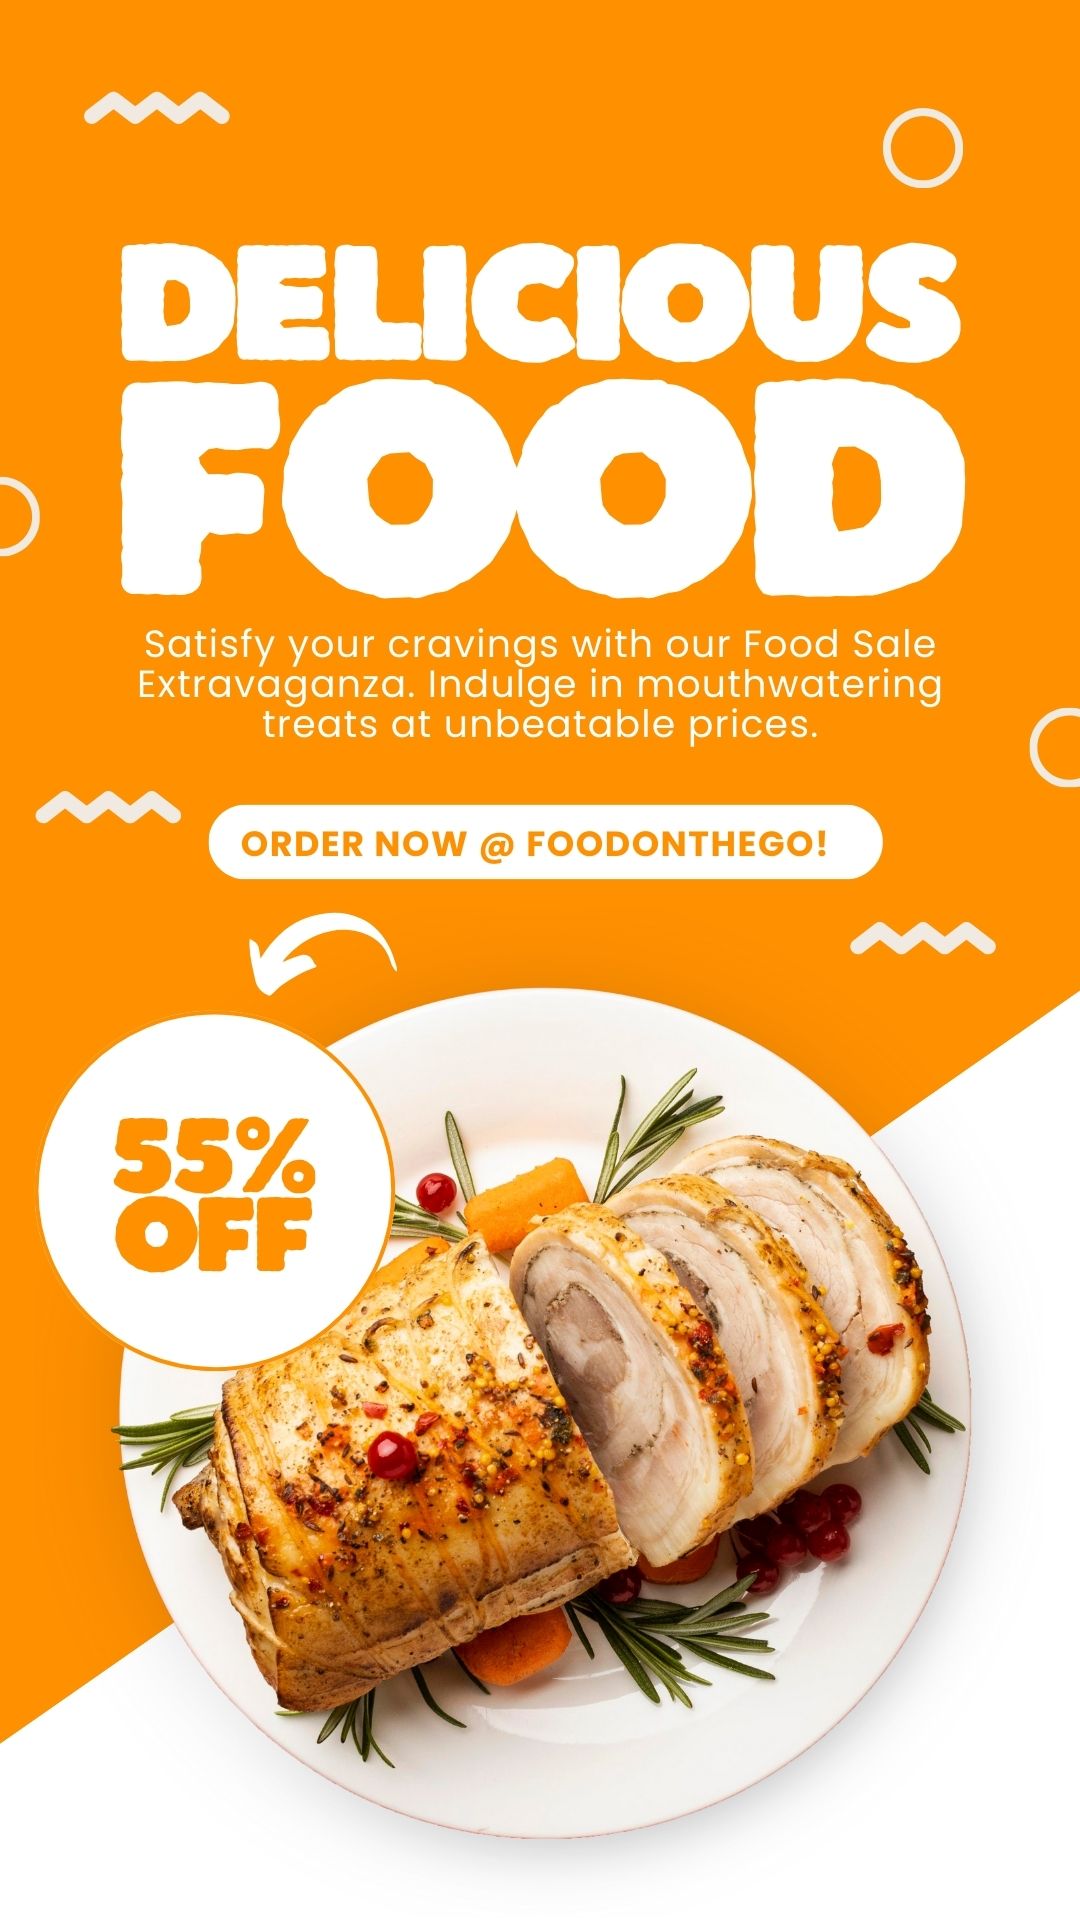 DELICIOUS
FOOD
Satisfy your cravings with our Food Sale
Extravaganza. Indulge in mouthwatering
treats at unbeatable prices.
ORDER NOW @ FOODONTHEGO!
55%
OFF